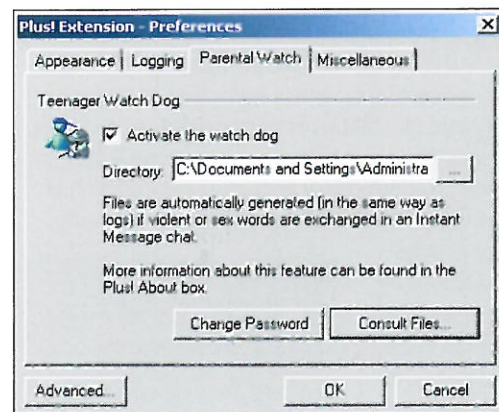 Plus! Extension - Preferences
Appearance Logging Parental Watch Miscellaneous
Teenager Watch Dog
Activate the watch dog
Directory: C:\Documents and Settings\Administra ...
Files are automatically generated (in the same way as
logs) if violent or sex words are exchanged in an Instant
Message chat.
More information about this feature can be found in the
Plus! About box.
Change Password Consult Files...
Advanced... OK Cancel